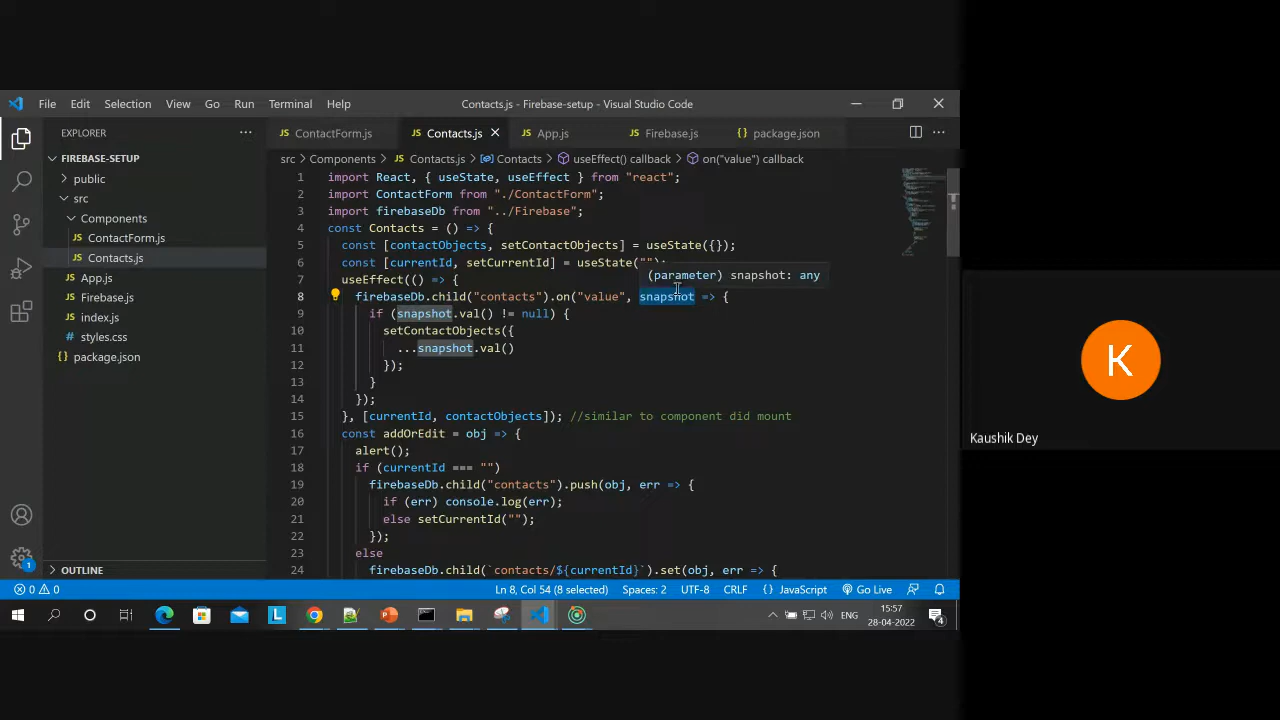 File Edit Selection View Go Run Terminal Help Contacts.js - Firebase-setup - Visual Studio Code
EXPLORER
FIREBASE-SETUP
public
src
Components
JS ContactForm.js
JS Contacts.js
JS App.js
JS Firebase.js
JS index.js
styles.css
{} package.json
OUTLINE
JS ContactForm.js JS Contacts.js JS App.js JS Firebase.js {} package.json
src > Components > JS Contacts.js > Contacts > useEffect() callback > on("value") callback
1 import React, { useState, useEffect } from "react";
2 import ContactForm from "./ContactForm";
3 import firebaseDb from "../Firebase";
4 const Contacts = () => {
5 const [contactObjects, setContactObjects] = useState({});
6 const [currentId, setCurrentId] = useState("");
(parameter) snapshot: any
7 useEffect(() => {
8 firebaseDb.child("contacts").on("value", snapshot => {
9 if (snapshot.val() != null) {
10 setContactObjects({
11 ...snapshot.val()
12 });
13 }
14 });
15 }, [currentId, contactObjects]); //similar to component did mount
16 const addOrEdit = obj => {
17 alert();
18 if (currentId === "")
19 firebaseDb.child("contacts").push(obj, err => {
20 if (err) console.log(err);
21 else setCurrentId("");
22 });
23 else
24 firebaseDb.child(`contacts/${currentId}`).set(obj, err => {
1
0 0 Ln 8, Col 54 (8 selected) Spaces: 2 UTF-8 CRLF {} JavaScript Go Live
L ENG 15:57
28-04-2022 4
K
Kaushik Dey